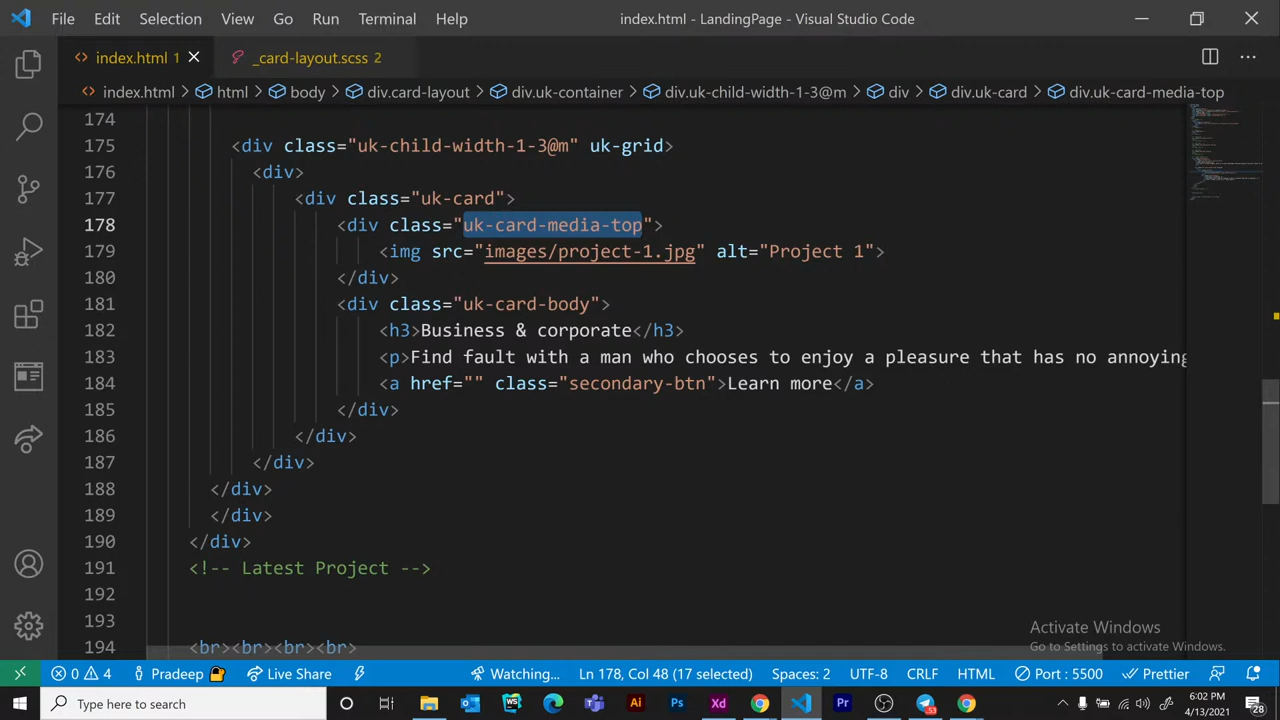 File Edit Selection View Go Run Terminal Help index.html - LandingPage - Visual Studio Code
index.html 1 _card-layout.scss 2
index.html > html > body > div.card-layout > div.uk-container > div.uk-child-width-1-3@m > div > div.uk-card > div.uk-card-media-top
174
175 <div class="uk-child-width-1-3@m" uk-grid>
176 <div>
177 <div class="uk-card">
178 <div class="uk-card-media-top">
179 <img src="images/project-1.jpg" alt="Project 1">
180 </div>
181 <div class="uk-card-body">
182 <h3>Business & corporate</h3>
183 <p>Find fault with a man who chooses to enjoy a pleasure that has no annoying
184 <a href="" class="secondary-btn">Learn more</a>
185 </div>
186 </div>
187 </div>
188 </div>
189 </div>
190 </div>
191 <!-- Latest Project -->
192
193
194 <br><br><br><br>
Activate Windows
Go to Settings to activate Windows.
0 4 Pradeep Live Share Watching... Ln 178, Col 48 (17 selected) Spaces: 2 UTF-8 CRLF HTML Port : 5500 Prettier
Type here to search
Ai Ps Xd Pr 53
6:02 PM
4/13/2021
28